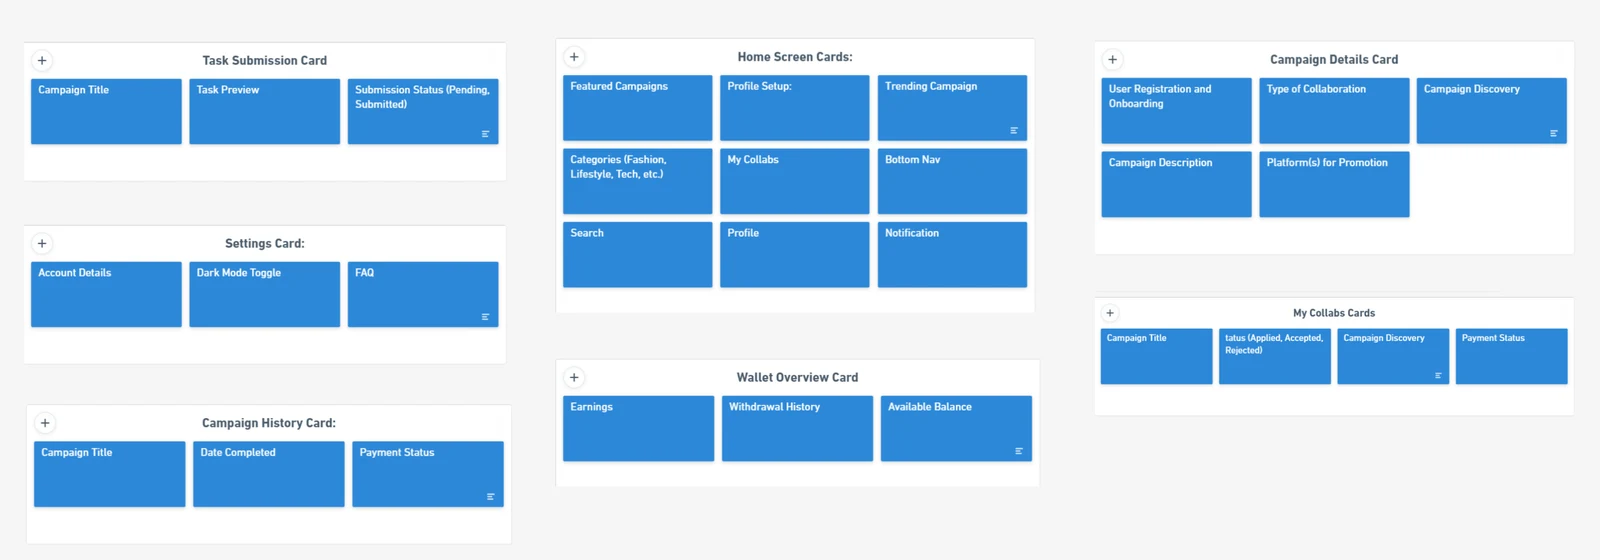 Task Submission Card
Campaign Title
Task Preview
Submission Status (Pending,
Submitted)
Settings Card:
Account Details
Dark Mode Toggle
FAQ
Campaign History Card:
Campaign Title
Date Completed
Payment Status
Home Screen Cards:
Featured Campaigns
Profile Setup:
Trending Campaign
Categories (Fashion,
Lifestyle, Tech, etc.)
My Collabs
Bottom Nav
Search
Profile
Notification
Wallet Overview Card
Earnings
Withdrawal History
Available Balance
Campaign Details Card
User Registration and
Onboarding
Type of Collaboration
Campaign Discovery
Campaign Description
Platform(s) for Promotion
My Collabs Cards
Campaign Title
tatus (Applied, Accepted,
Rejected)
Campaign Discovery
Payment Status